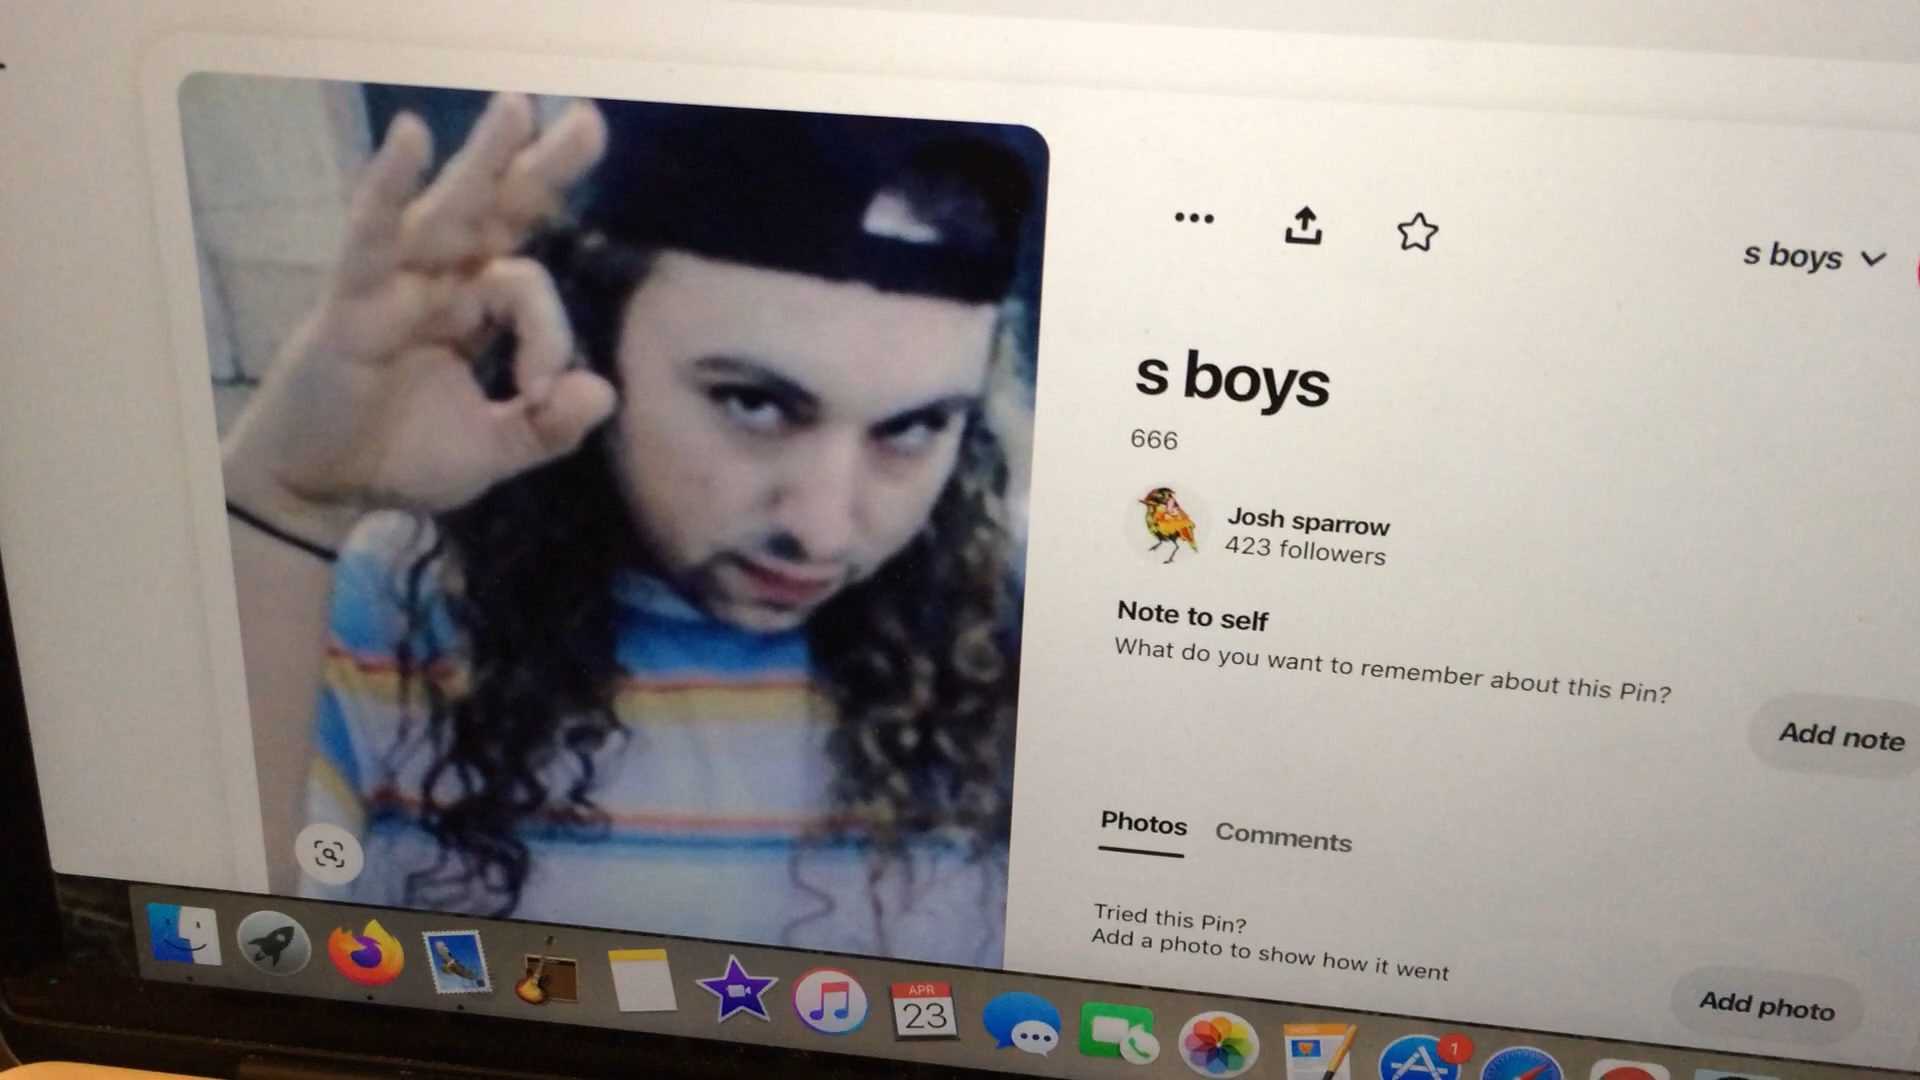 s boys
s boys
666
Josh sparrow
423 followers
Note to self
What do you want to remember about this Pin?
Add note
Photos
Comments
Tried this Pin?
Add a photo to show how it went
Add photo
APR
23
1